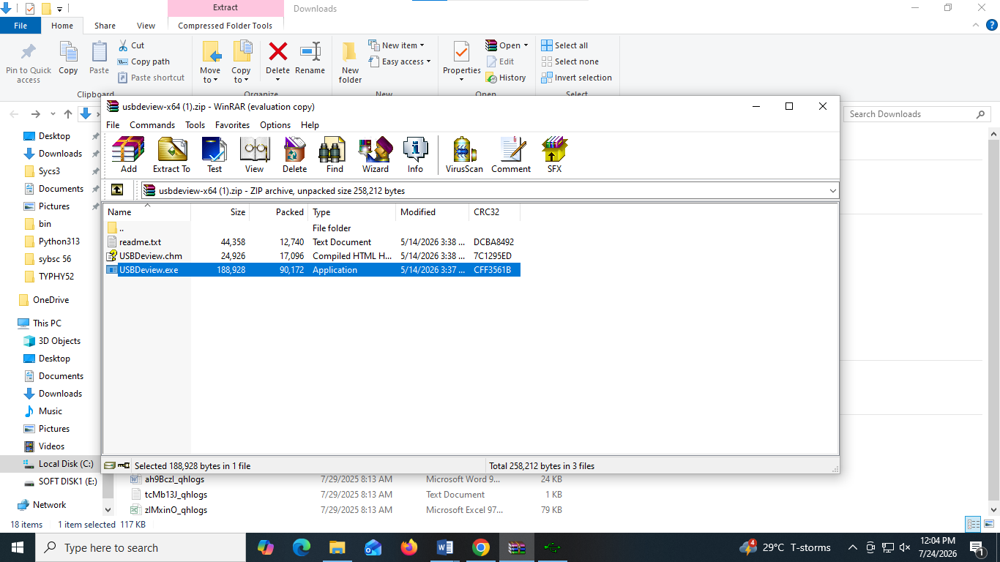 Extract
Downloads
File Home Share View Compressed Folder Tools
Pin to Quick access
Copy
Paste
Cut
Copy path
Paste shortcut
Clipboard
Move to
Copy to
Delete
Rename
Organize
New folder
New item
Easy access
New
Properties
Open
Edit
History
Open
Select all
Select none
Invert selection
Select
Search Downloads
usbdeview-x64 (1).zip - WinRAR (evaluation copy)
File Commands Tools Favorites Options Help
Add Extract To Test View Delete Find Wizard Info VirusScan Comment SFX
usbdeview-x64 (1).zip - ZIP archive, unpacked size 258,212 bytes
Name Size Packed Type Modified CRC32
.. File folder
readme.txt 44,358 12,740 Text Document 5/14/2026 3:38 ... DCBA8492
USBDeview.chm 24,926 17,096 Compiled HTML H... 5/14/2026 3:38 ... 7C1295ED
USBDeview.exe 188,928 90,172 Application 5/14/2026 3:37 ... CFF3561B
Selected 188,928 bytes in 1 file
Total 258,212 bytes in 3 files
Desktop
Downloads
Sycs3
Documents
Pictures
bin
Python313
sybsc 56
TYPHY52
OneDrive
This PC
3D Objects
Desktop
Documents
Downloads
Music
Pictures
Videos
Local Disk (C:)
SOFT DISK1 (E:)
Network
ah9Bczl_qhlogs 7/29/2025 8:13 AM Microsoft Word 9... 24 KB
tcMb13J_qhlogs 7/29/2025 8:13 AM Text Document 1 KB
zlMxinO_qhlogs 7/29/2025 8:13 AM Microsoft Excel 97... 79 KB
18 items 1 item selected 117 KB
Type here to search
4
29°C T-storms
12:04 PM
7/24/2026
1